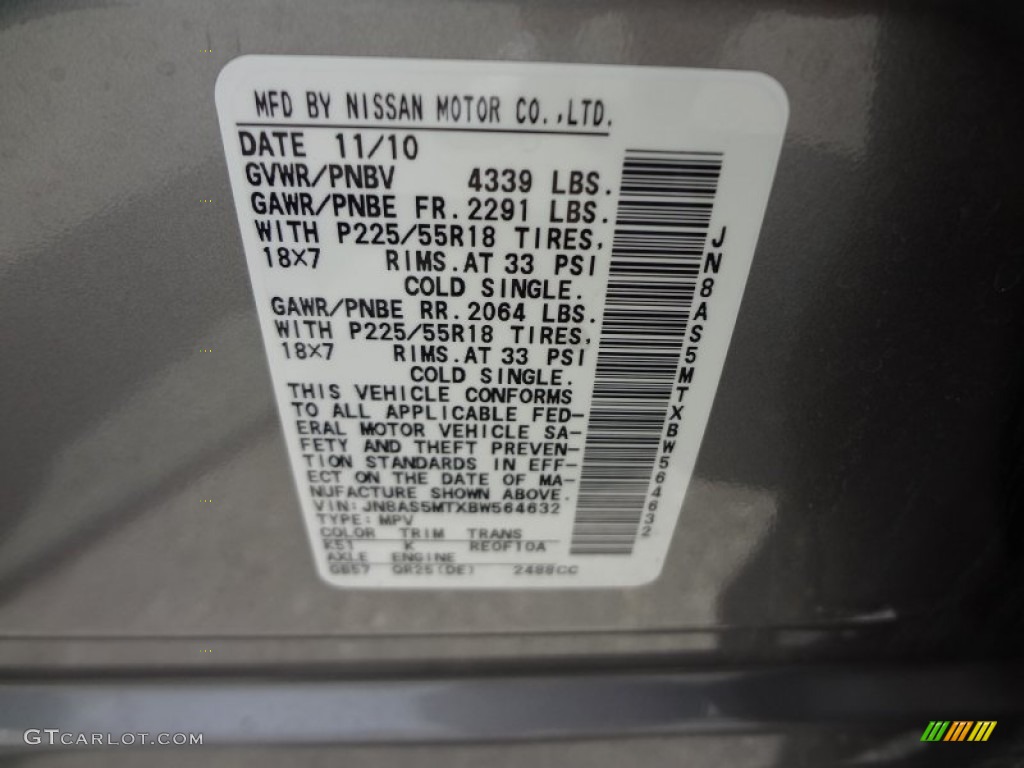 MFD BY NISSAN MOTOR CO.,LTD.
DATE 11/10
GVWR/PNBV 4339 LBS.
GAWR/PNBE FR. 2291 LBS.
WITH P225/55R18 TIRES,
18×7 RIMS. AT 33 PSI
COLD SINGLE.
GAWR/PNBE RR. 2064 LBS.
WITH P225/55R18 TIRES,
18×7 RIMS. AT 33 PSI
COLD SINGLE.
THIS VEHICLE CONFORMS
TO ALL APPLICABLE FED-
ERAL MOTOR VEHICLE SA-
FETY AND THEFT PREVEN-
TION STANDARDS IN EFF-
ECT ON THE DATE OF MA-
NUFACTURE SHOWN ABOVE.
VIN: JN8AS5MTXBW564632
TYPE: MPV
COLOR TRIM TRANS
K51 K RE0F10A
AXLE ENGINE
GB57 QR25(DE) 2488CC
JN8AS5MTXBW564632
GTCARLOT.COM